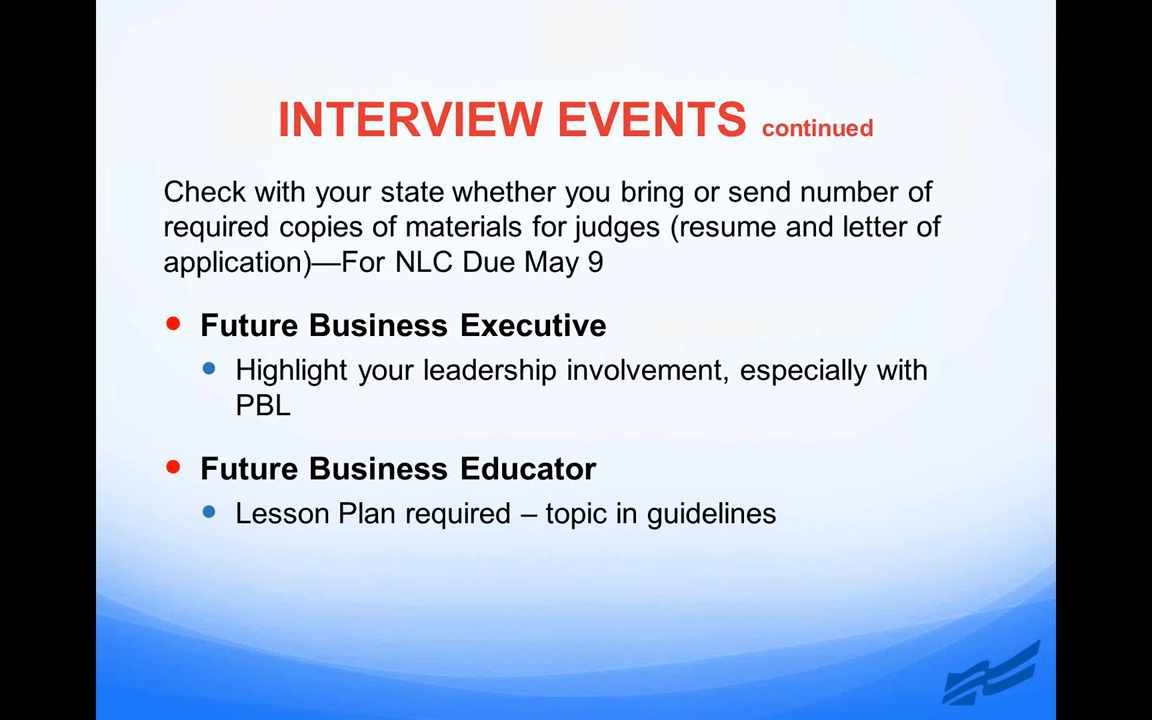 INTERVIEW EVENTS continued
Check with your state whether you bring or send number of
required copies of materials for judges (resume and letter of
application)—For NLC Due May 9
• Future Business Executive
• Highlight your leadership involvement, especially with
PBL
• Future Business Educator
• Lesson Plan required – topic in guidelines